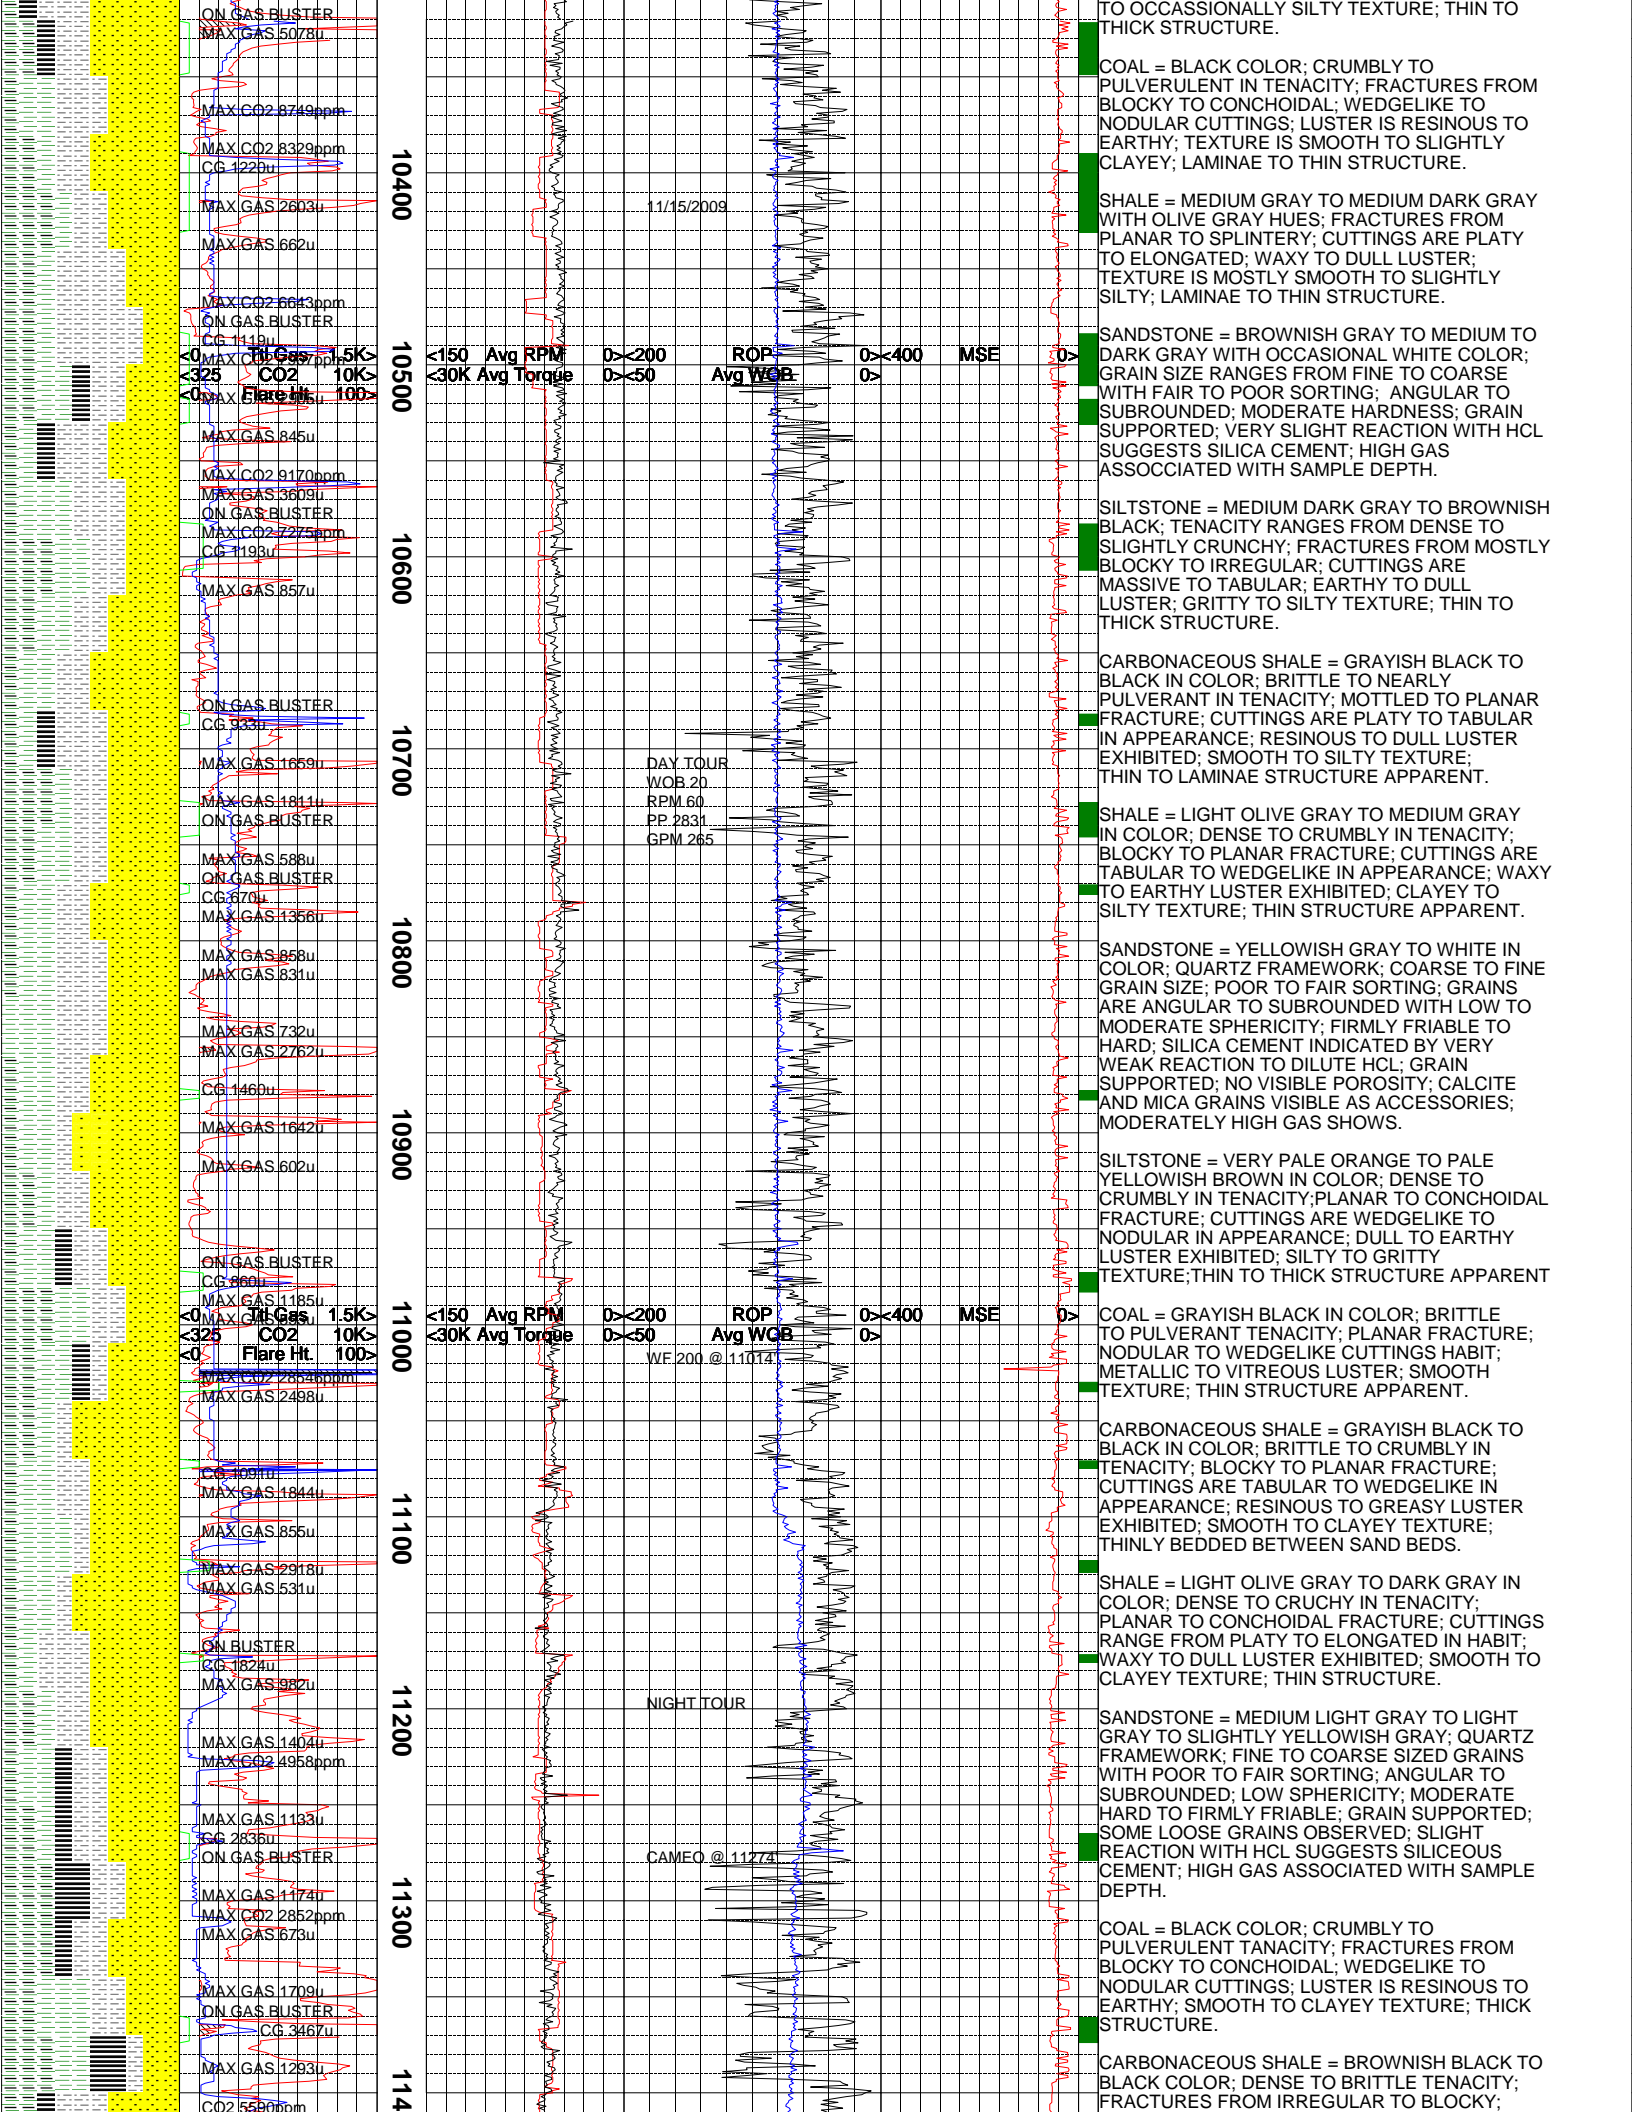 ON GAS BUSTER
MAX GAS 5078u
MAX CO2 8749ppm
MAX CO2 8329ppm
CG 1220u
MAX GAS 2603u
MAX GAS 662u
MAX CO2 6643ppm
ON GAS BUSTER
CG 1119u
<0 Ttl Gas 1.5K>
<325 CO2 10K>
<0 Flare Ht. 100>
MAX GAS 845u
MAX CO2 9170ppm
MAX GAS 3609u
ON GAS BUSTER
MAX CO2 7275ppm
CG 1193u
MAX GAS 857u
ON GAS BUSTER
CG 933u
MAX GAS 1659u
MAX GAS 1811u
ON GAS BUSTER
MAX GAS 588u
ON GAS BUSTER
CG 670u
MAX GAS 1356u
MAX GAS 858u
MAX GAS 831u
MAX GAS 732u
MAX GAS 2762u
CG 1460u
MAX GAS 1642u
MAX GAS 602u
ON GAS BUSTER
CG 860u
MAX GAS 1185u
<0 Ttl Gas 1.5K>
<325 CO2 10K>
<0 Flare Ht. 100>
MAX CO2 28546ppm
MAX GAS 2498u
CG 1091u
MAX GAS 1844u
MAX GAS 855u
MAX GAS 2918u
MAX GAS 531u
ON BUSTER
CG 1824u
MAX GAS 982u
MAX GAS 1404u
MAX CO2 4958ppm
MAX GAS 1133u
CG 2836u
ON GAS BUSTER
MAX GAS 1174u
MAX CO2 2852ppm
MAX GAS 673u
MAX GAS 1709u
ON GAS BUSTER
CG 3467u
MAX GAS 1293u
CO2 5590ppm
10400
10500
10600
10700
10800
10900
11000
11100
11200
11300
114
11/15/2009
<150 Avg RPM 0><200 ROP 0><400 MSE 0>
<30K Avg Torque 0><50 Avg WOB 0>
DAY TOUR
WOB 20
RPM 60
PP 2831
GPM 265
<150 Avg RPM 0><200 ROP 0><400 MSE 0>
<30K Avg Torque 0><50 Avg WOB 0>
WF 200 @ 11014'
NIGHT TOUR
CAMEO @ 11274'
TO OCCASSIONALLY SILTY TEXTURE; THIN TO
THICK STRUCTURE.
COAL = BLACK COLOR; CRUMBLY TO
PULVERULENT IN TENACITY; FRACTURES FROM
BLOCKY TO CONCHOIDAL; WEDGELIKE TO
NODULAR CUTTINGS; LUSTER IS RESINOUS TO
EARTHY; TEXTURE IS SMOOTH TO SLIGHTLY
CLAYEY; LAMINAE TO THIN STRUCTURE.
SHALE = MEDIUM GRAY TO MEDIUM DARK GRAY
WITH OLIVE GRAY HUES; FRACTURES FROM
PLANAR TO SPLINTERY; CUTTINGS ARE PLATY
TO ELONGATED; WAXY TO DULL LUSTER;
TEXTURE IS MOSTLY SMOOTH TO SLIGHTLY
SILTY; LAMINAE TO THIN STRUCTURE.
SANDSTONE = BROWNISH GRAY TO MEDIUM TO
DARK GRAY WITH OCCASIONAL WHITE COLOR;
GRAIN SIZE RANGES FROM FINE TO COARSE
WITH FAIR TO POOR SORTING; ANGULAR TO
SUBROUNDED; MODERATE HARDNESS; GRAIN
SUPPORTED; VERY SLIGHT REACTION WITH HCL
SUGGESTS SILICA CEMENT; HIGH GAS
ASSOCCIATED WITH SAMPLE DEPTH.
SILTSTONE = MEDIUM DARK GRAY TO BROWNISH
BLACK; TENACITY RANGES FROM DENSE TO
SLIGHTLY CRUNCHY; FRACTURES FROM MOSTLY
BLOCKY TO IRREGULAR; CUTTINGS ARE
MASSIVE TO TABULAR; EARTHY TO DULL
LUSTER; GRITTY TO SILTY TEXTURE; THIN TO
THICK STRUCTURE.
CARBONACEOUS SHALE = GRAYISH BLACK TO
BLACK IN COLOR; BRITTLE TO NEARLY
PULVERANT IN TENACITY; MOTTLED TO PLANAR
FRACTURE; CUTTINGS ARE PLATY TO TABULAR
IN APPEARANCE; RESINOUS TO DULL LUSTER
EXHIBITED; SMOOTH TO SILTY TEXTURE;
THIN TO LAMINAE STRUCTURE APPARENT.
SHALE = LIGHT OLIVE GRAY TO MEDIUM GRAY
IN COLOR; DENSE TO CRUMBLY IN TENACITY;
BLOCKY TO PLANAR FRACTURE; CUTTINGS ARE
TABULAR TO WEDGELIKE IN APPEARANCE; WAXY
TO EARTHY LUSTER EXHIBITED; CLAYEY TO
SILTY TEXTURE; THIN STRUCTURE APPARENT.
SANDSTONE = YELLOWISH GRAY TO WHITE IN
COLOR; QUARTZ FRAMEWORK; COARSE TO FINE
GRAIN SIZE; POOR TO FAIR SORTING; GRAINS
ARE ANGULAR TO SUBROUNDED WITH LOW TO
MODERATE SPHERICITY; FIRMLY FRIABLE TO
HARD; SILICA CEMENT INDICATED BY VERY
WEAK REACTION TO DILUTE HCL; GRAIN
SUPPORTED; NO VISIBLE POROSITY; CALCITE
AND MICA GRAINS VISIBLE AS ACCESSORIES;
MODERATELY HIGH GAS SHOWS.
SILTSTONE = VERY PALE ORANGE TO PALE
YELLOWISH BROWN IN COLOR; DENSE TO
CRUMBLY IN TENACITY;PLANAR TO CONCHOIDAL
FRACTURE; CUTTINGS ARE WEDGELIKE TO
NODULAR IN APPEARANCE; DULL TO EARTHY
LUSTER EXHIBITED; SILTY TO GRITTY
TEXTURE;THIN TO THICK STRUCTURE APPARENT
COAL = GRAYISH BLACK IN COLOR; BRITTLE
TO PULVERANT TENACITY; PLANAR FRACTURE;
NODULAR TO WEDGELIKE CUTTINGS HABIT;
METALLIC TO VITREOUS LUSTER; SMOOTH
TEXTURE; THIN STRUCTURE APPARENT.
CARBONACEOUS SHALE = GRAYISH BLACK TO
BLACK IN COLOR; BRITTLE TO CRUMBLY IN
TENACITY; BLOCKY TO PLANAR FRACTURE;
CUTTINGS ARE TABULAR TO WEDGELIKE IN
APPEARANCE; RESINOUS TO GREASY LUSTER
EXHIBITED; SMOOTH TO CLAYEY TEXTURE;
THINLY BEDDED BETWEEN SAND BEDS.
SHALE = LIGHT OLIVE GRAY TO DARK GRAY IN
COLOR; DENSE TO CRUCHY IN TENACITY;
PLANAR TO CONCHOIDAL FRACTURE; CUTTINGS
RANGE FROM PLATY TO ELONGATED IN HABIT;
WAXY TO DULL LUSTER EXHIBITED; SMOOTH TO
CLAYEY TEXTURE; THIN STRUCTURE.
SANDSTONE = MEDIUM LIGHT GRAY TO LIGHT
GRAY TO SLIGHTLY YELLOWISH GRAY; QUARTZ
FRAMEWORK; FINE TO COARSE SIZED GRAINS
WITH POOR TO FAIR SORTING; ANGULAR TO
SUBROUNDED; LOW SPHERICITY; MODERATE
HARD TO FIRMLY FRIABLE; GRAIN SUPPORTED;
SOME LOOSE GRAINS OBSERVED; SLIGHT
REACTION WITH HCL SUGGESTS SILICEOUS
CEMENT; HIGH GAS ASSOCIATED WITH SAMPLE
DEPTH.
COAL = BLACK COLOR; CRUMBLY TO
PULVERULENT TANACITY; FRACTURES FROM
BLOCKY TO CONCHOIDAL; WEDGELIKE TO
NODULAR CUTTINGS; LUSTER IS RESINOUS TO
EARTHY; SMOOTH TO CLAYEY TEXTURE; THICK
STRUCTURE.
CARBONACEOUS SHALE = BROWNISH BLACK TO
BLACK COLOR; DENSE TO BRITTLE TENACITY;
FRACTURES FROM IRREGULAR TO BLOCKY;